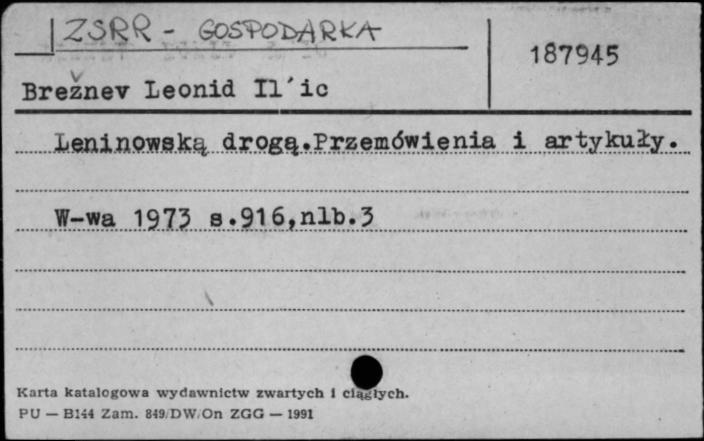 ZSRR - GOSPODARKA
187945
Brežnev Leonid Il´ic
Leninowską drogą.Przemówienia i artykuły.
W-wa 1973 s.916,nlb.3
Karta katalogowa wydawnictw zwartych i ciągłych.
PU — B144 Zam. 849/DW/On ZGG — 1991